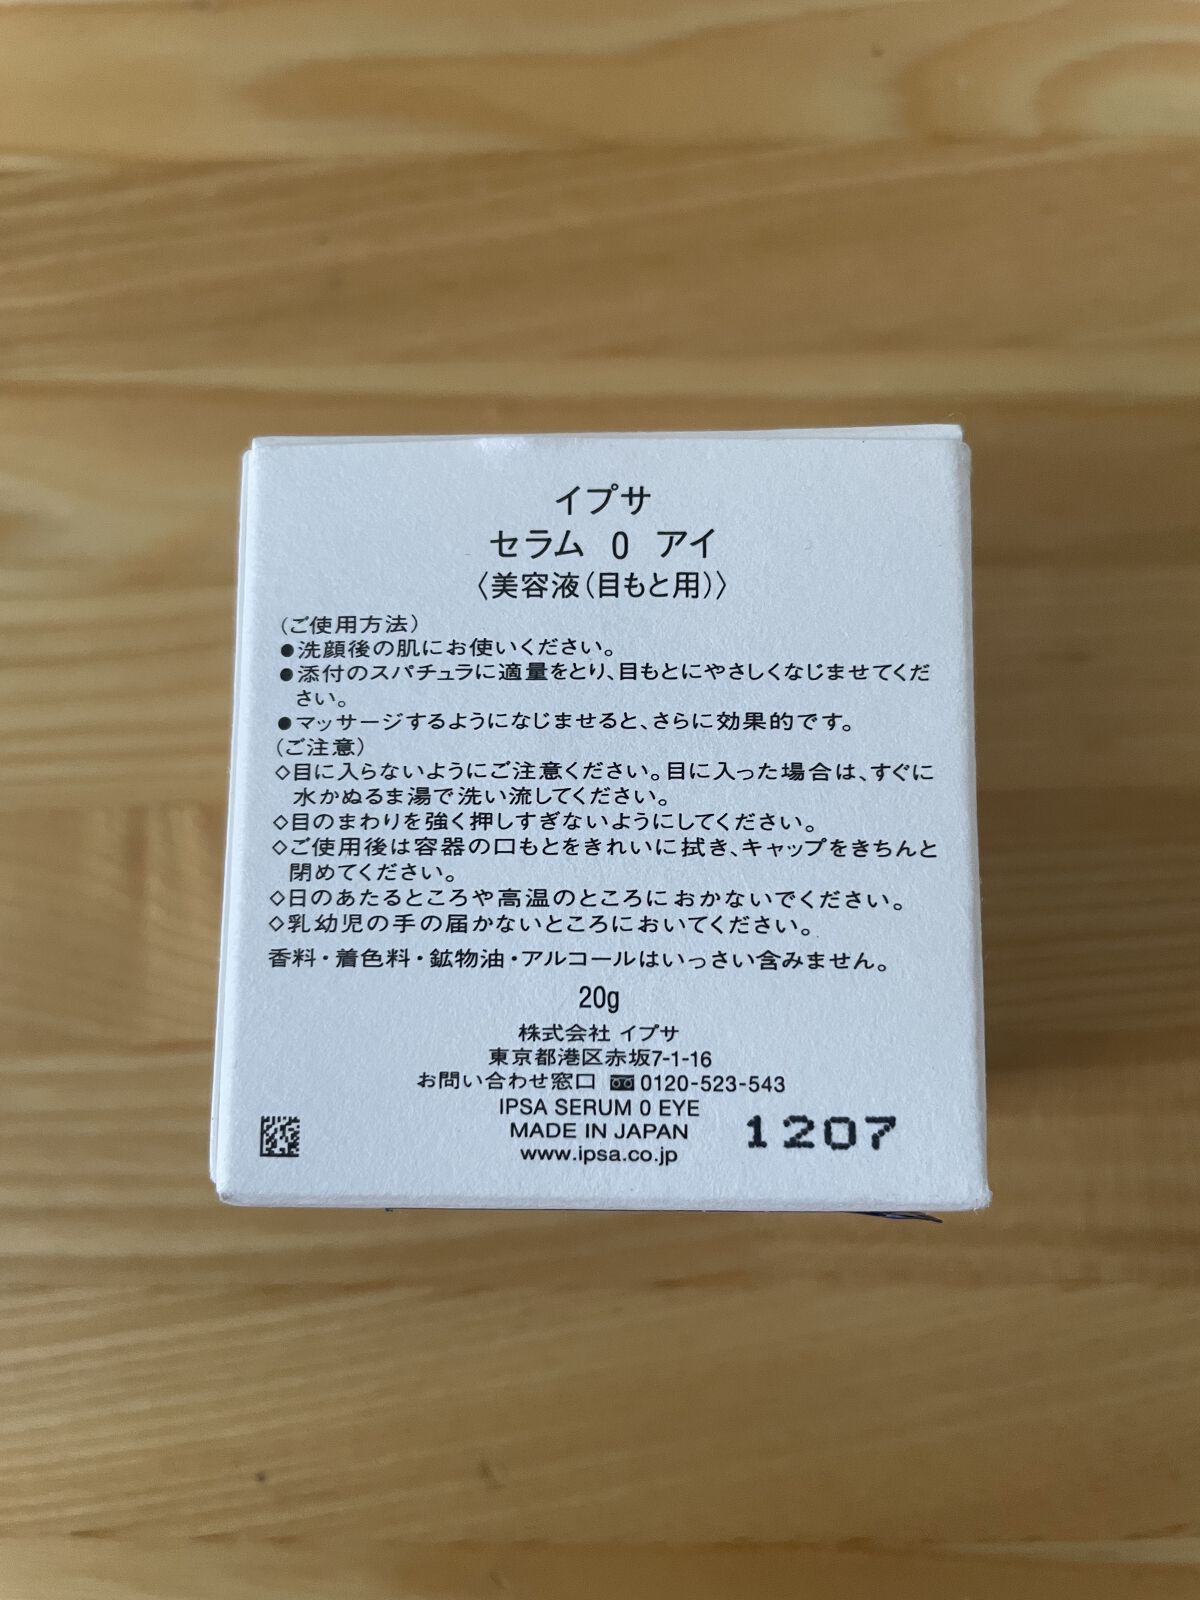 イプサ
セラム 0 アイ
〈美容液(目もと用)〉
(ご使用方法)
●洗顔後の肌にお使いください。
●添付のスパチュラに適量をとり、目もとにやさしくなじませてくだ
さい。
●マッサージするようになじませると、さらに効果的です。
(ご注意)
◇目に入らないようにご注意ください。目に入った場合は、すぐに
水かぬるま湯で洗い流してください。
◇目のまわりを強く押しすぎないようにしてください。
◇ご使用後は容器の口もとをきれいに拭き、キャップをきちんと
閉めてください。
◇日のあたるところや高温のところにおかないでください。
◇乳幼児の手の届かないところにおいてください。
香料・着色料・鉱物油・アルコールはいっさい含みません。
20g
株式会社 イプサ
東京都港区赤坂7-1-16
お問い合わせ窓口 0120-523-543
IPSA SERUM 0 EYE
MADE IN JAPAN
www.ipsa.co.jp
1207